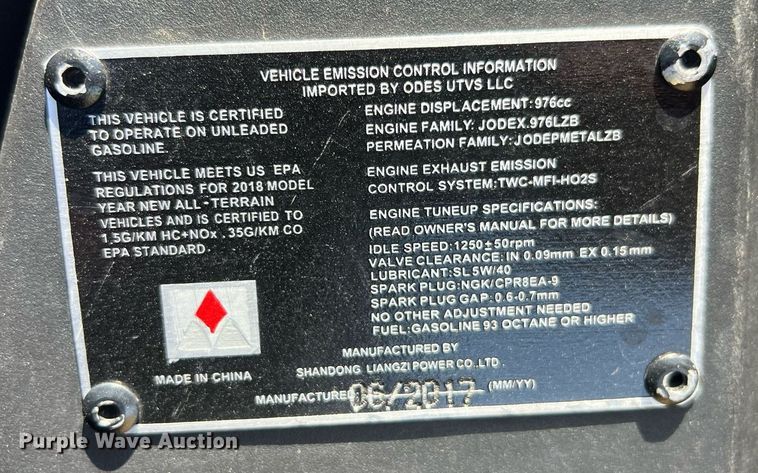 VEHICLE EMISSION CONTROL INFORMATION
IMPORTED BY ODES UTVS LLC
THIS VEHICLE IS CERTIFIED
TO OPERATE ON UNLEADED
GASOLINE.
THIS VEHICLE MEETS US EPA
REGULATIONS FOR 2018 MODEL
YEAR NEW ALL-TERRAIN
VEHICLES AND IS CERTIFIED TO
1.5G/KM HC+NOx . 35G/KM CO
EPA STANDARD.
MADE IN CHINA
ENGINE DISPLACEMENT:976cc
ENGINE FAMILY: JODEX.976LZB
PERMEATION FAMILY:JODEPMETALZB
ENGINE EXHAUST EMISSION
CONTROL SYSTEM:TWC-MFI-HO2S
ENGINE TUNEUP SPECIFICATIONS:
(READ OWNER'S MANUAL FOR MORE DETAILS)
IDLE SPEED:1250±50rpm
VALVE CLEARANCE:IN 0.09mm EX 0.15mm
LUBRICANT:SL 5W/40
SPARK PLUG:NGK/CPR8EA-9
SPARK PLUG GAP: 0.6-0.7mm
NO OTHER ADJUSTMENT NEEDED
FUEL:GASOLINE 93 OCTANE OR HIGHER
MANUFACTURED BY
SHANDONG LIANGZI POWER CO.,LTD.
MANUFACTURE 06/2017 (MM/YY)
Purple Wave Auction